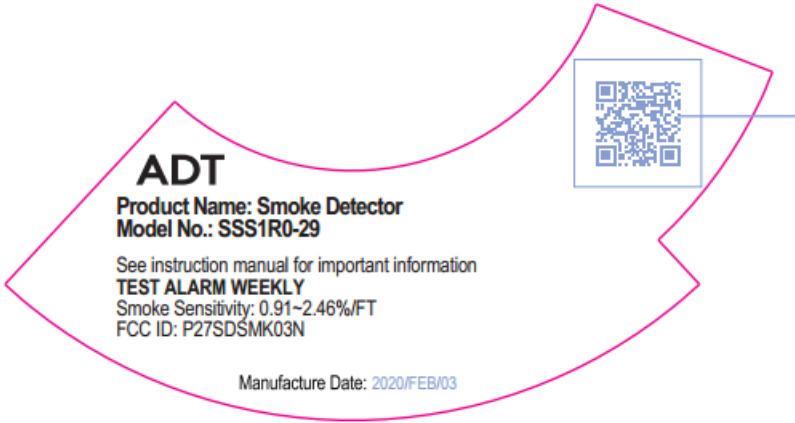 ADT
Product Name: Smoke Detector
Model No.: SSS1R0-29
See instruction manual for important information
TEST ALARM WEEKLY
Smoke Sensitivity: 0.91~2.46%/FT
FCC ID: P27SDSMK03N
Manufacture Date: 2020/FEB/03